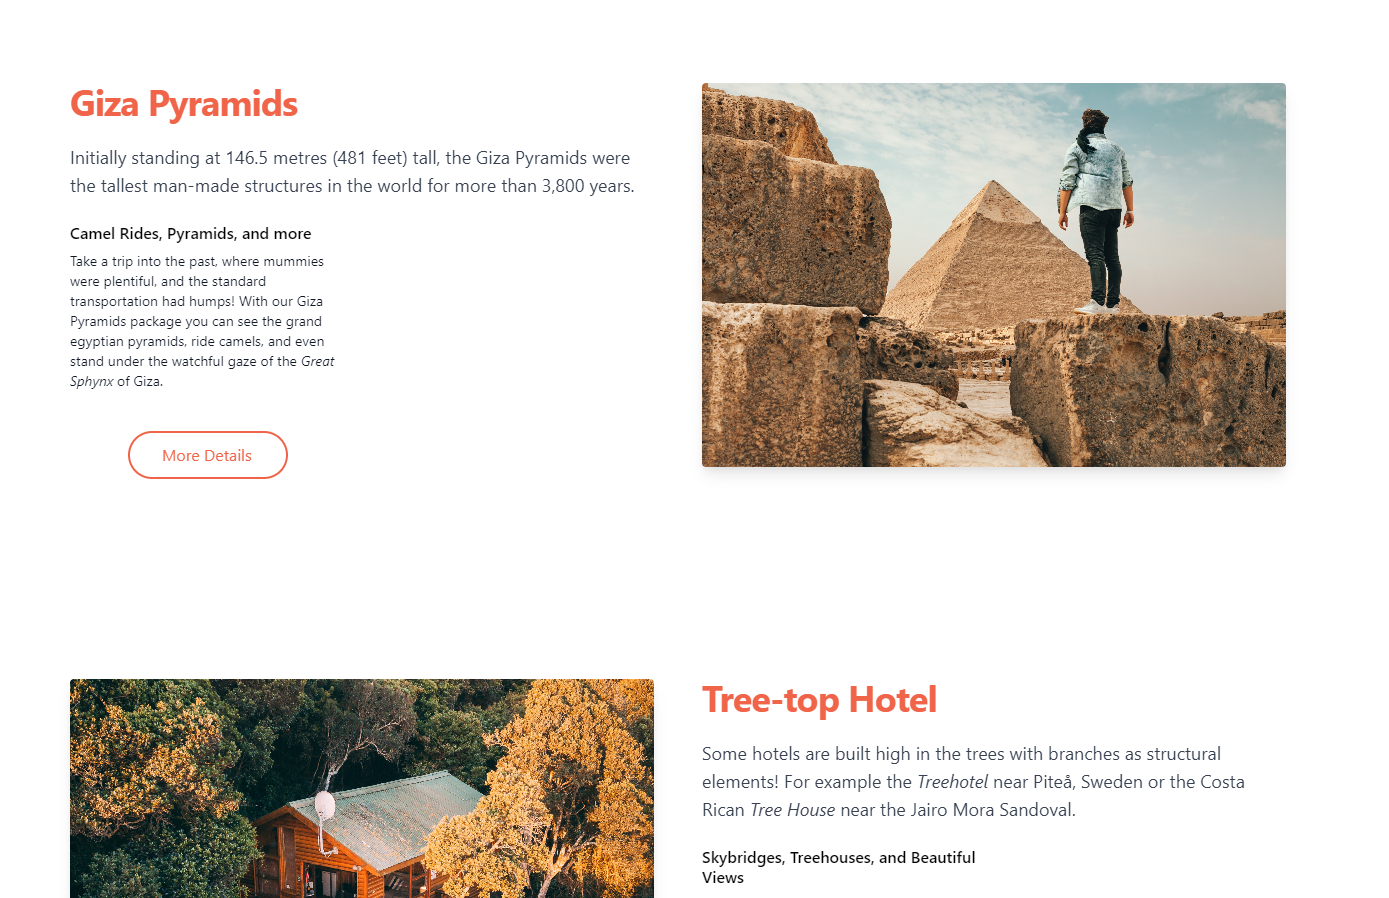 Giza Pyramids
Initially standing at 146.5 metres (481 feet) tall, the Giza Pyramids were
the tallest man-made structures in the world for more than 3,800 years.
Camel Rides, Pyramids, and more
Take a trip into the past, where mummies
were plentiful, and the standard
transportation had humps! With our Giza
Pyramids package you can see the grand
egyptian pyramids, ride camels, and even
stand under the watchful gaze of the Great
Sphynx of Giza.
More Details
Tree-top Hotel
Some hotels are built high in the trees with branches as structural
elements! For example the Treehotel near Piteå, Sweden or the Costa
Rican Tree House near the Jairo Mora Sandoval.
Skybridges, Treehouses, and Beautiful
Views